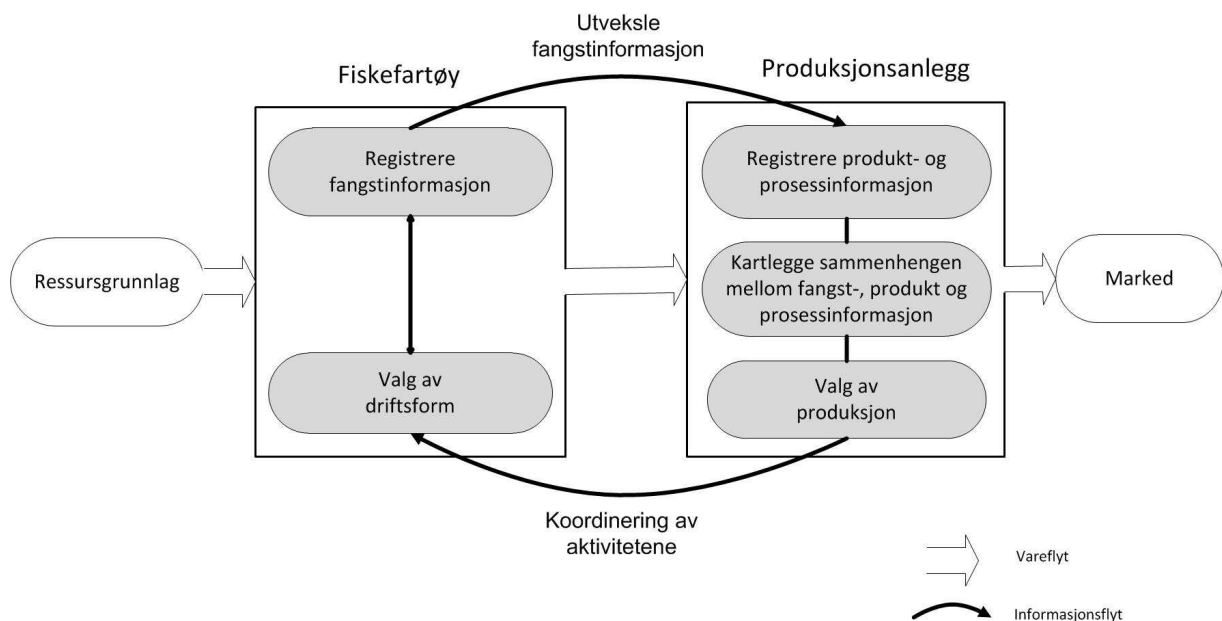 Utveksle
fangstinformasjon
Fiskefartøy
Produksjonsanlegg
Registrere
fangstinformasjon
Registrere produkt- og
prosessinformasjon
Ressursgrunnlag
Kartlegge sammenhengen
mellom fangst-, produkt og
prosessinformasjon
Marked
Valg av
driftsform
Valg av
produksjon
Koordinering av
aktivitetene
Vareflyt
Informasjonsflyt